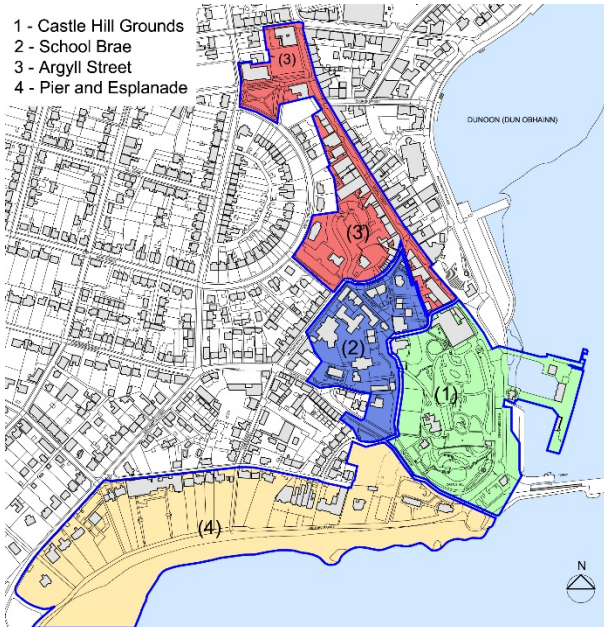 1 - Castle Hill Grounds
2 - School Brae
3 - Argyll Street
4 - Pier and Esplanade
(3)
DUNOON (DUN OBHAINN)
(3)
(2)
(1)
(4)
N